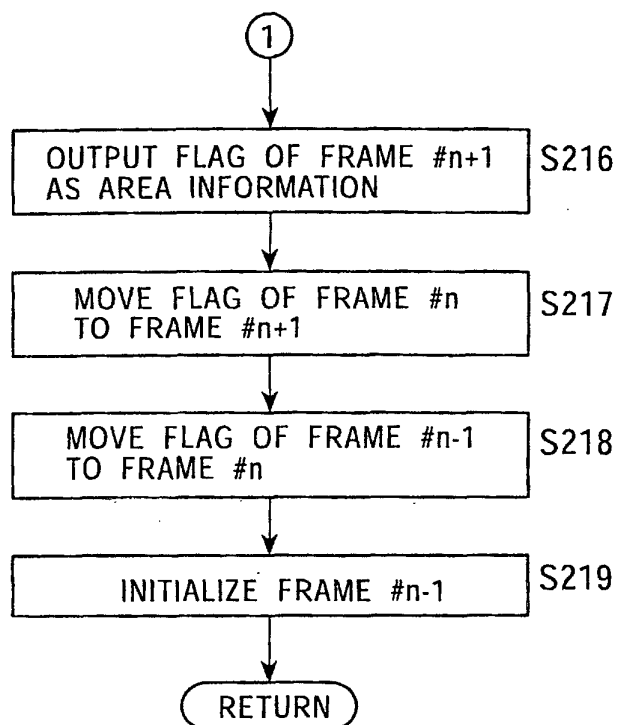 1
OUTPUT FLAG OF FRAME #n+1
AS AREA INFORMATION
S216
MOVE FLAG OF FRAME #n
TO FRAME #n+1
S217
MOVE FLAG OF FRAME #n-1
TO FRAME #n
S218
INITIALIZE FRAME #n-1
S219
RETURN